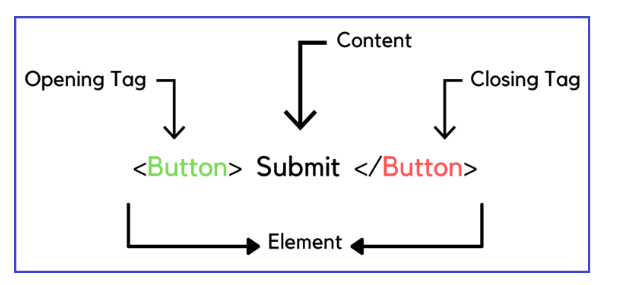 Content
Opening Tag
Closing Tag
<Button> Submit </Button>
Element